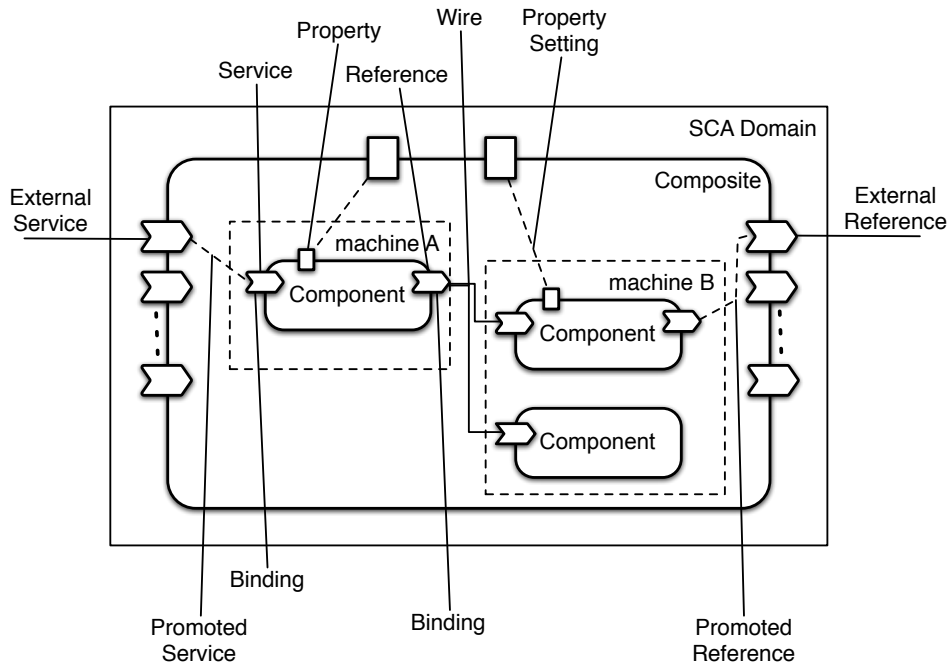 Wire
Property
Setting
Property
Service
Reference
SCA Domain
Composite
External
Service
External
Reference
machine A
Component
machine B
Component
Component
Binding
Binding
Promoted
Service
Promoted
Reference